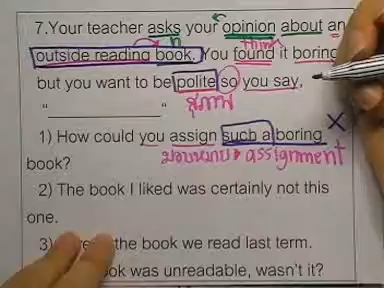 7.Your teacher asks your opinion about an
n think
outside reading book. You found it boring
but you want to be polite so you say,
สุภาพ
"____________"
1) How could you assign such a boring X
มอบหมาย assignment
book?
2) The book I liked was certainly not this
one.
3) the book we read last term.
book was unreadable, wasn't it?